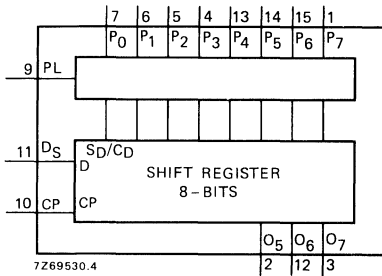 7 6 5 4 13 14 15 1
P0 P1 P2 P3 P4 P5 P6 P7
9 PL
11 DS SD/CD
D
SHIFT REGISTER
8-BITS
10 CP CP
O5 O6 O7
7Z69530.4 2 12 3